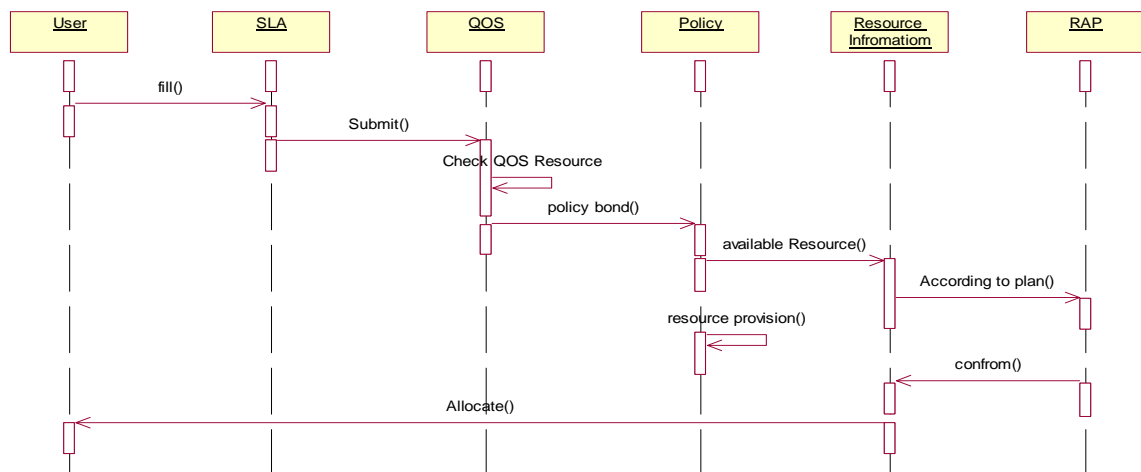 User
SLA
QOS
Policy
Resource
Infromatiom
RAP
fill()
Submit()
Check QOS Resource
policy bond()
available Resource()
According to plan()
resource provision()
confrom()
Allocate()